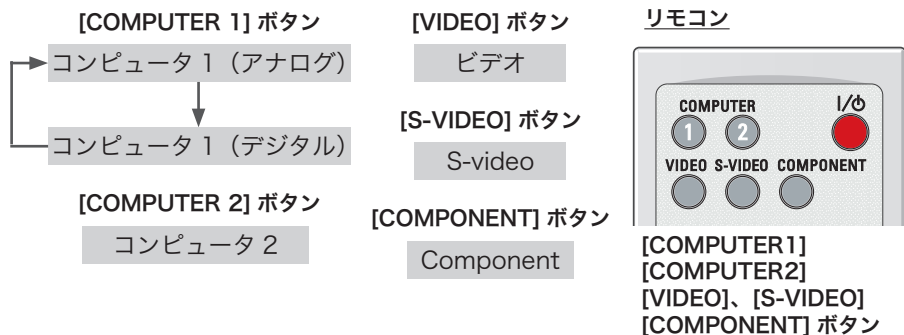 [COMPUTER 1] ボタン
コンピュータ 1（アナログ）
コンピュータ 1（デジタル）
[COMPUTER 2] ボタン
コンピュータ 2
[VIDEO] ボタン
ビデオ
[S-VIDEO] ボタン
S-video
[COMPONENT] ボタン
Component
リモコン
COMPUTER I/⏻
1 2
VIDEO S-VIDEO COMPONENT
[COMPUTER1]
[COMPUTER2]
[VIDEO]、[S-VIDEO]
[COMPONENT] ボタン